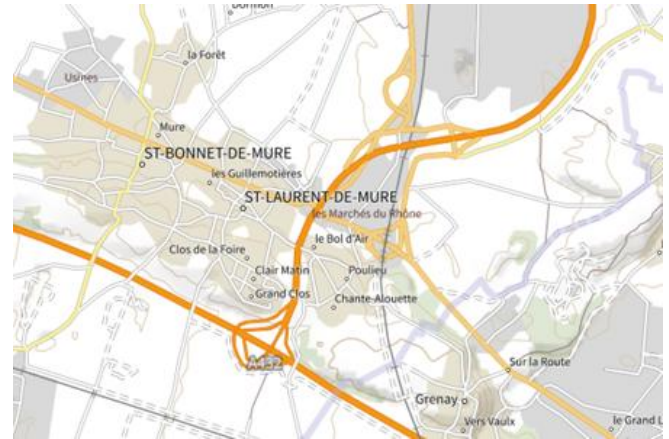 la Forêt
Usines
Mure
ST-BONNET-DE-MURE
les Guillemotières
ST-LAURENT-DE-MURE
les Marchés du Rhône
le Bol d'Air
Clos de la Foire
Clair Matin
Poulieu
Grand Clos
Chante-Alouette
A432
Sur la Route
Grenay
Vers Vaulx
le Grand